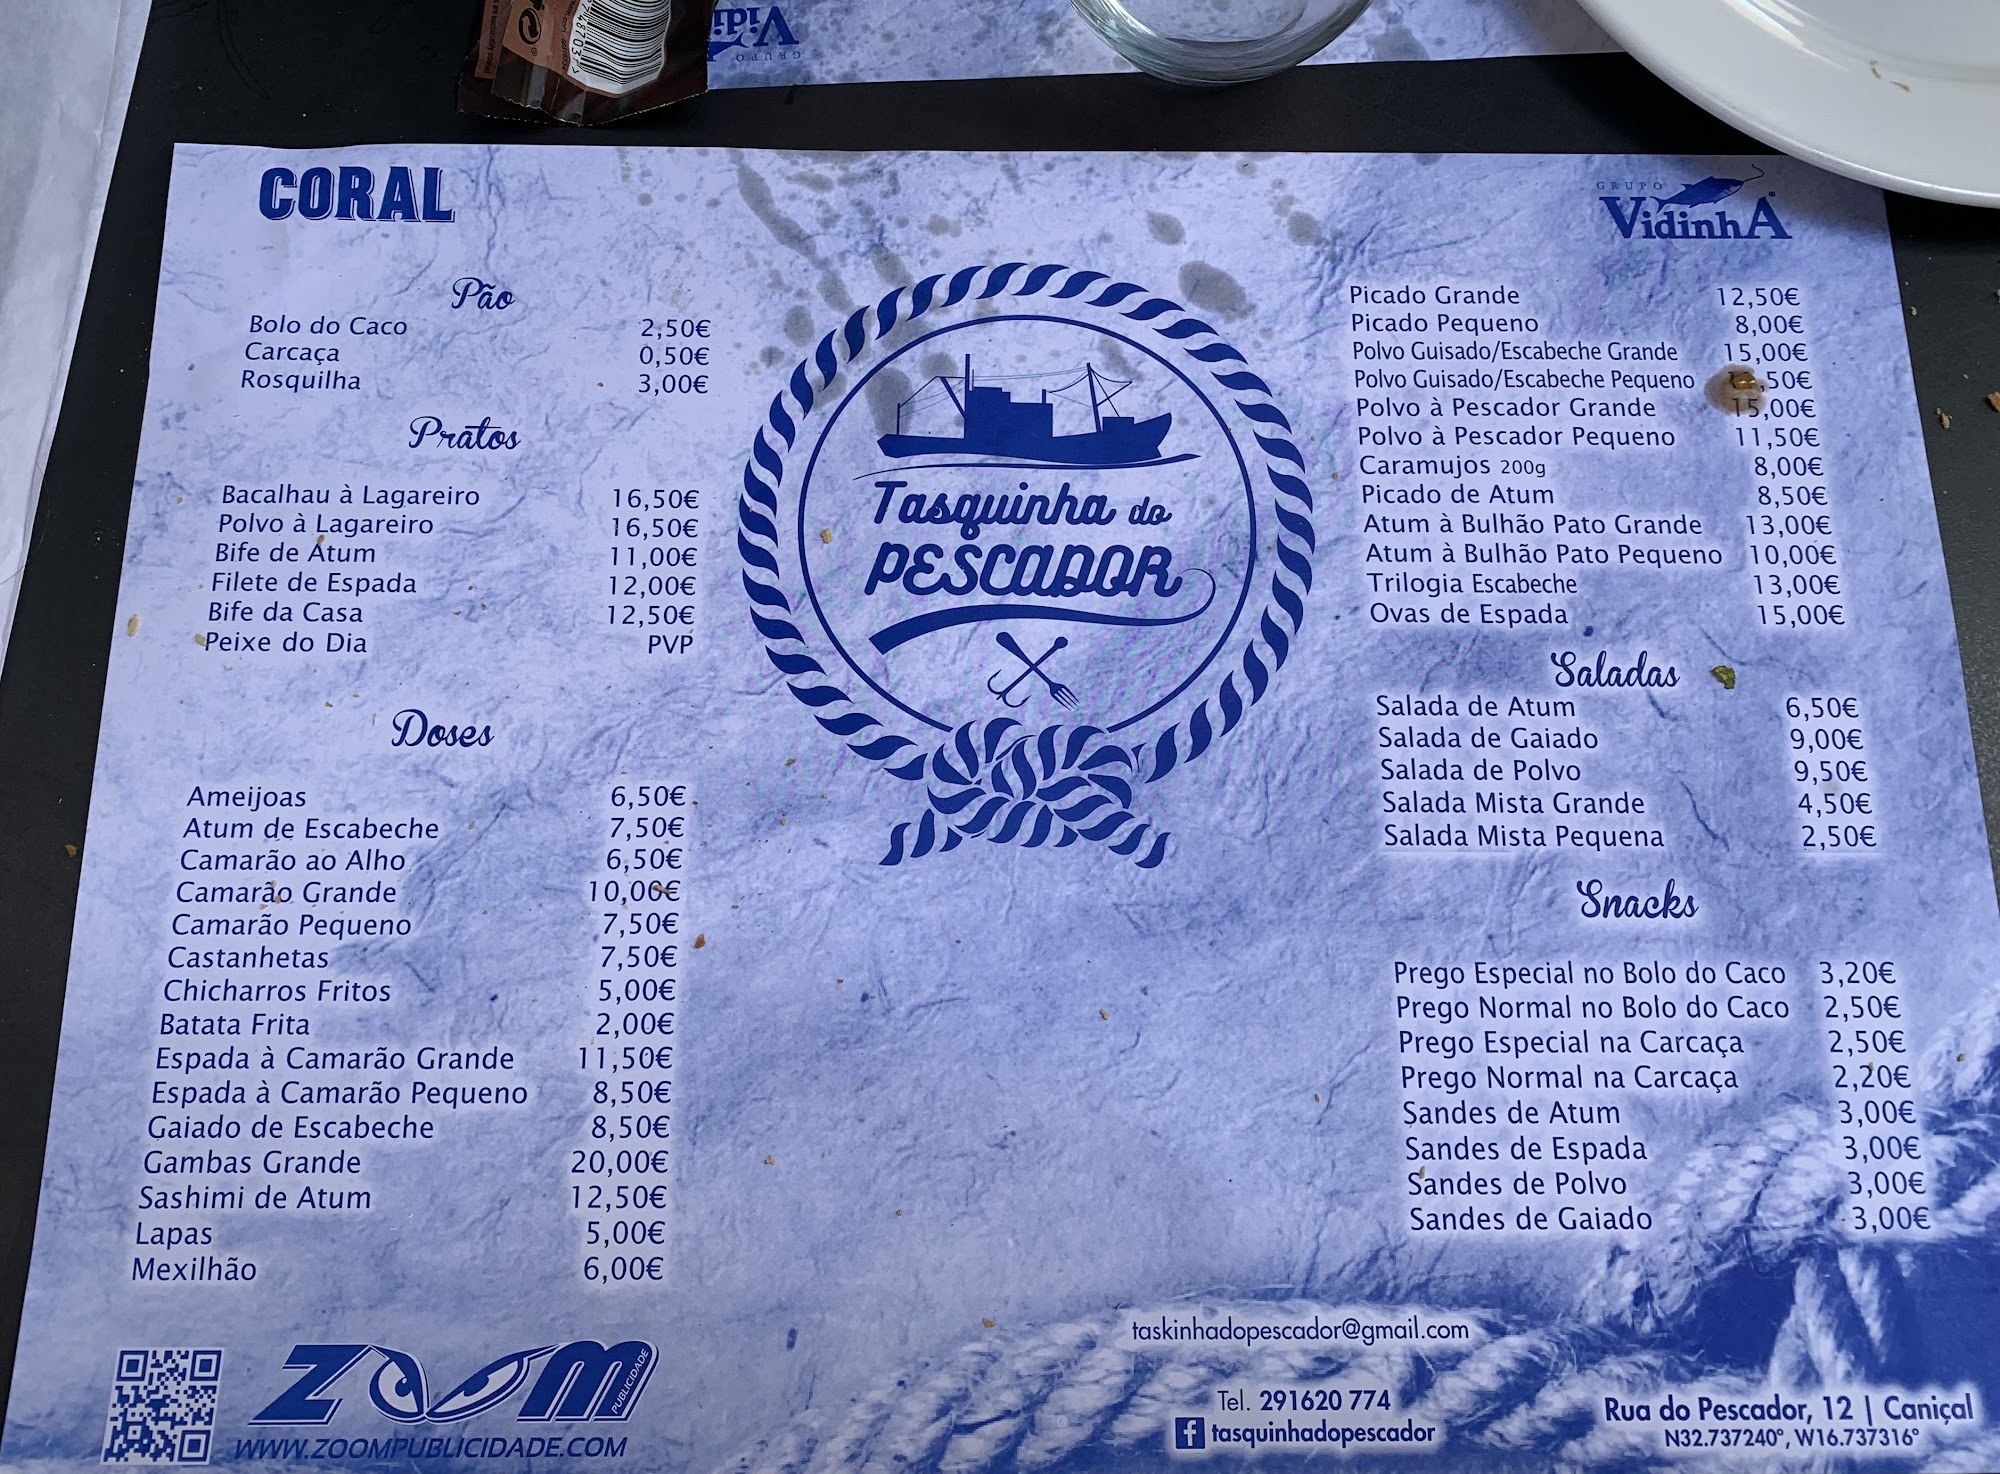 CORAL
GRUPO
VidinhA
Pão
Bolo do Caco 2,50€
Carcaça 0,50€
Rosquilha 3,00€
Pratos
Bacalhau à Lagareiro 16,50€
Polvo à Lagareiro 16,50€
Bife de Atum 11,00€
Filete de Espada 12,00€
Bife da Casa 12,50€
Peixe do Dia PVP
Doses
Ameijoas 6,50€
Atum de Escabeche 7,50€
Camarão ao Alho 6,50€
Camarão Grande 10,00€
Camarão Pequeno 7,50€
Castanhetas 7,50€
Chicharros Fritos 5,00€
Batata Frita 2,00€
Espada à Camarão Grande 11,50€
Espada à Camarão Pequeno 8,50€
Gaiado de Escabeche 8,50€
Gambas Grande 20,00€
Sashimi de Atum 12,50€
Lapas 5,00€
Mexilhão 6,00€
Tasquinha do
PESCADOR
Picado Grande 12,50€
Picado Pequeno 8,00€
Polvo Guisado/Escabeche Grande 15,00€
Polvo Guisado/Escabeche Pequeno ,50€
Polvo à Pescador Grande 15,00€
Polvo à Pescador Pequeno 11,50€
Caramujos 200g 8,00€
Picado de Atum 8,50€
Atum à Bulhão Pato Grande 13,00€
Atum à Bulhão Pato Pequeno 10,00€
Trilogia Escabeche 13,00€
Ovas de Espada 15,00€
Saladas
Salada de Atum 6,50€
Salada de Gaiado 9,00€
Salada de Polvo 9,50€
Salada Mista Grande 4,50€
Salada Mista Pequena 2,50€
Snacks
Prego Especial no Bolo do Caco 3,20€
Prego Normal no Bolo do Caco 2,50€
Prego Especial na Carcaça 2,50€
Prego Normal na Carcaça 2,20€
Sandes de Atum 3,00€
Sandes de Espada 3,00€
Sandes de Polvo 3,00€
Sandes de Gaiado 3,00€
ZOOM
PUBLICIDADE
WWW.ZOOMPUBLICIDADE.COM
taskinhadopescador@gmail.com
Tel. 291620 774
tasquinhadopescador
Rua do Pescador, 12 | Caniçal
N32.737240°, W16.737316°